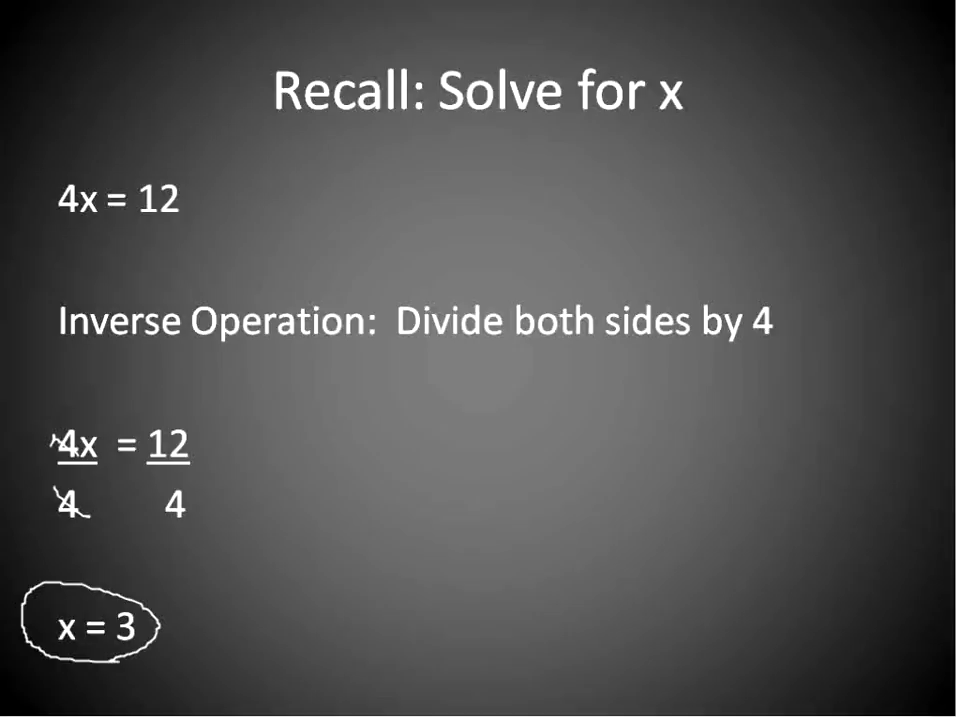 Recall: Solve for x
4x = 12
Inverse Operation: Divide both sides by 4
4x = 12
4 4
x = 3